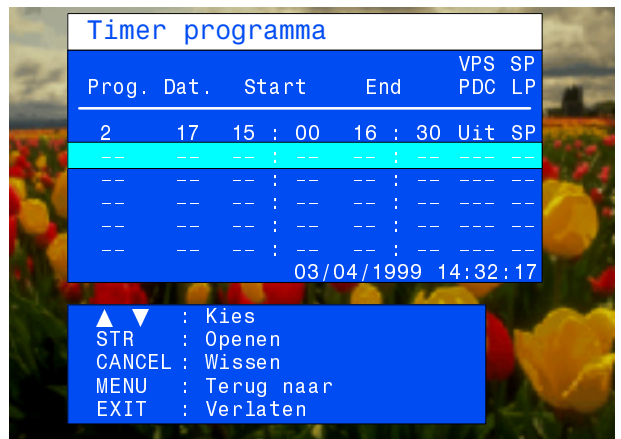 Timer programma
VPS SP
Prog. Dat. Start End PDC LP
2 17 15 : 00 16 : 30 Uit SP
-- -- -- : -- -- : -- --- --
-- -- -- : -- -- : -- --- --
-- -- -- : -- -- : -- --- --
-- -- -- : -- -- : -- --- --
-- -- -- : -- -- : -- --- --
03/04/1999 14:32:17
▲ ▼ : Kies
STR : Openen
CANCEL : Wissen
MENU : Terug naar
EXIT : Verlaten